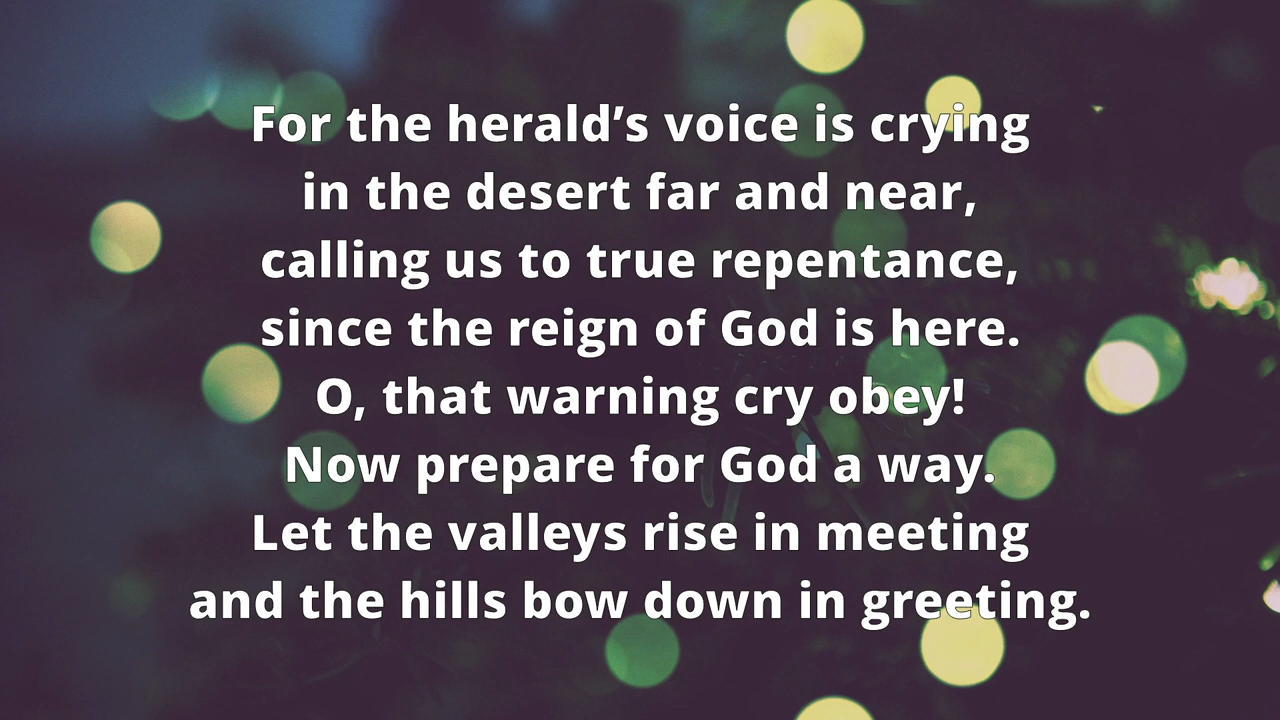 For the herald’s voice is crying
in the desert far and near,
calling us to true repentance,
since the reign of God is here.
O, that warning cry obey!
Now prepare for God a way.
Let the valleys rise in meeting
and the hills bow down in greeting.